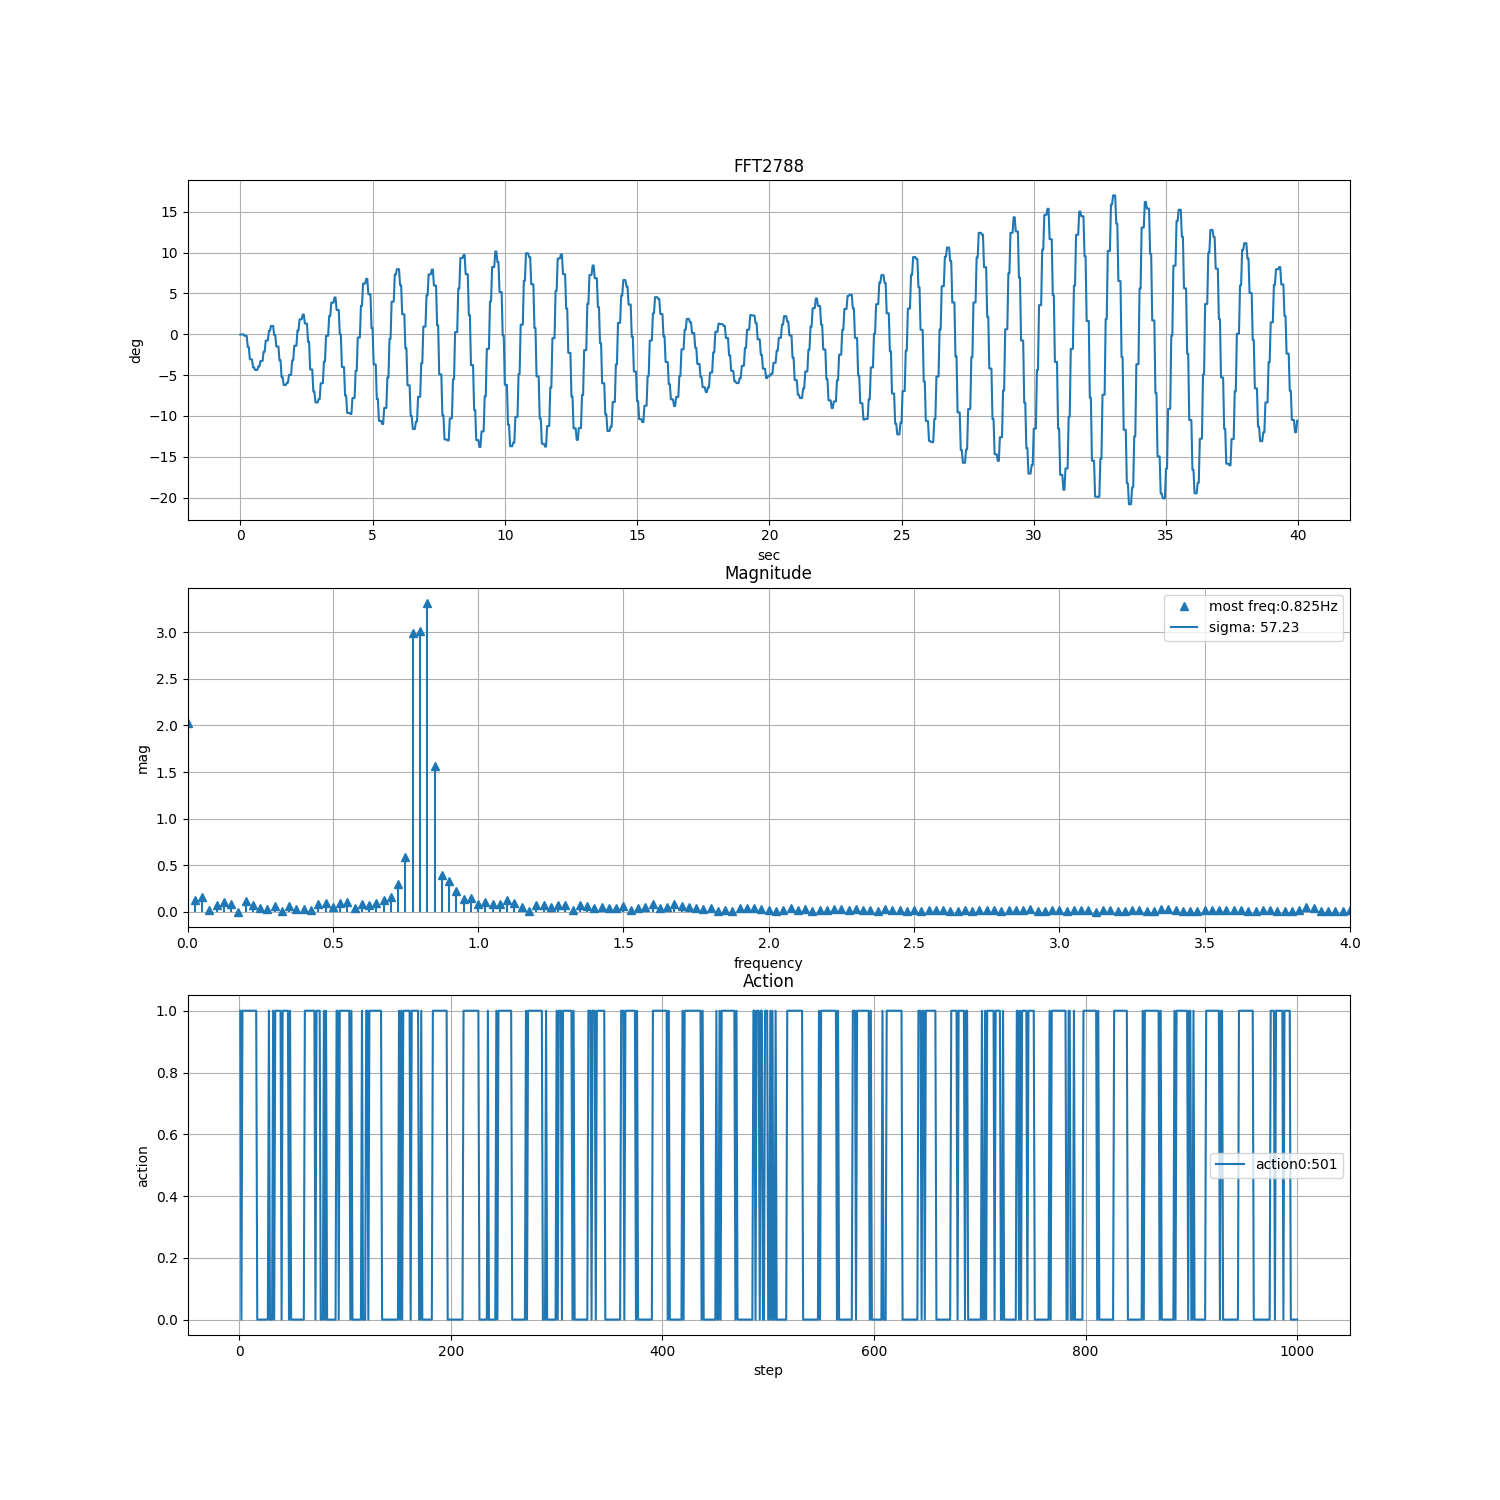 FFT2788
15
10
5
0
−5
−10
−15
−20
deg
0 5 10 15 20 25 30 35 40
sec
Magnitude
most freq:0.825Hz
sigma: 57.23
3.0
2.5
2.0
1.5
1.0
0.5
0.0
mag
0.0 0.5 1.0 1.5 2.0 2.5 3.0 3.5 4.0
frequency
Action
1.0
0.8
0.6
0.4
0.2
0.0
action
action0:501
0 200 400 600 800 1000
step